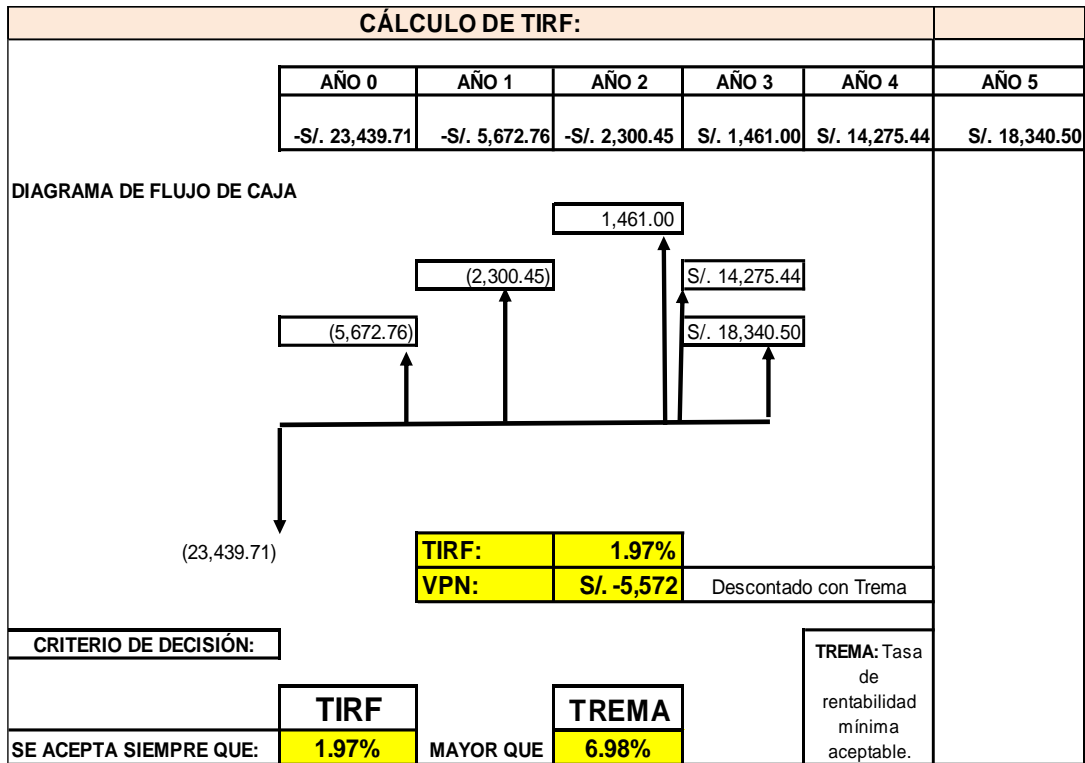 CÁLCULO DE TIRF:
AÑO 0 AÑO 1 AÑO 2 AÑO 3 AÑO 4 AÑO 5
-S/. 23,439.71 -S/. 5,672.76 -S/. 2,300.45 S/. 1,461.00 S/. 14,275.44 S/. 18,340.50
DIAGRAMA DE FLUJO DE CAJA
1,461.00
(2,300.45) S/. 14,275.44
(5,672.76) S/. 18,340.50
(23,439.71) TIRF: 1.97%
VPN: S/. -5,572 Descontado con Trema
CRITERIO DE DECISIÓN:
TREMA: Tasa
de
rentabilidad
mínima
aceptable.
TIRF TREMA
SE ACEPTA SIEMPRE QUE: 1.97% MAYOR QUE 6.98%